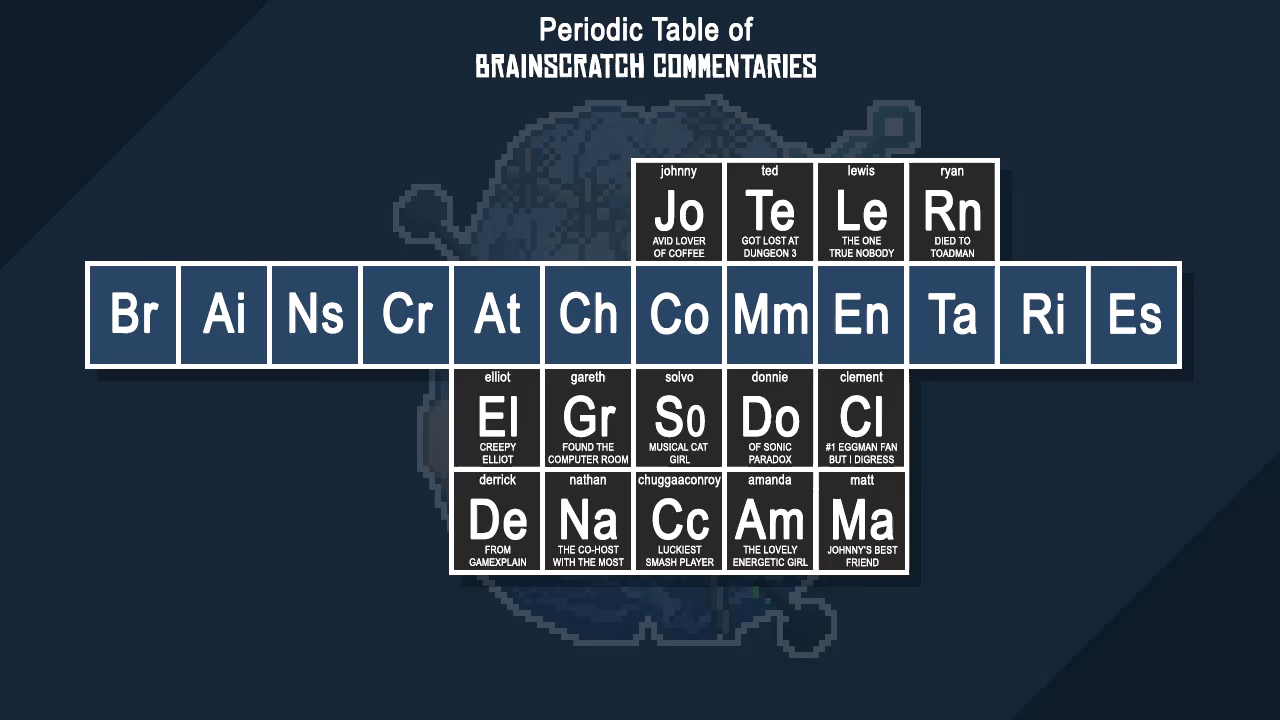 Periodic Table of
BRAINSCRATCH COMMENTARIES
johnny ted lewis ryan
Jo Te Le Rn
AVID LOVER GOT LOST AT THE ONE DIED TO
OF COFFEE DUNGEON 3 TRUE NOBODY TOADMAN
Br Ai Ns Cr At Ch Co Mm En Ta Ri Es
elliot gareth solvo donnie clement
El Gr So Do Cl
CREEPY FOUND THE MUSICAL CAT OF SONIC #1 EGGMAN FAN
ELLIOT COMPUTER ROOM GIRL PARADOX BUT I DIGRESS
derrick nathan chuggaaconroy amanda matt
De Na Cc Am Ma
FROM THE CO-HOST LUCKIEST THE LOVELY JOHNNY'S BEST
GAMEXPLAIN WITH THE MOST SMASH PLAYER ENERGETIC GIRL FRIEND